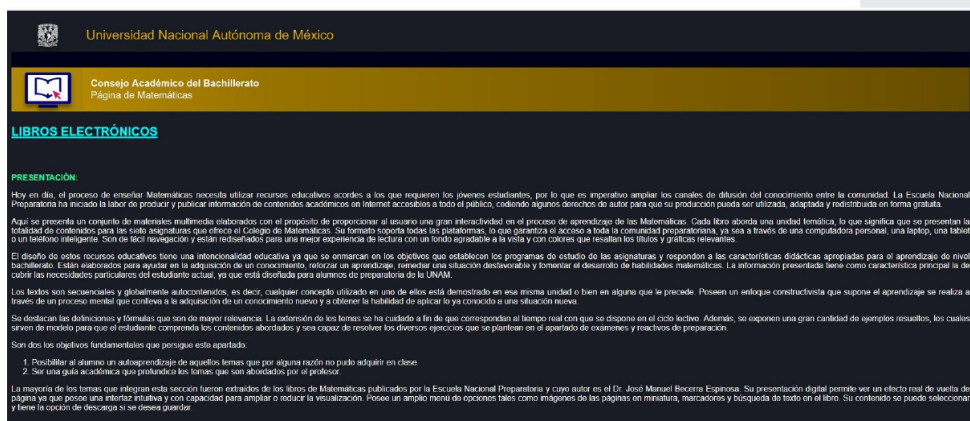 Universidad Nacional Autónoma de México
Consejo Académico del Bachillerato
Página de Matemáticas
LIBROS ELECTRÓNICOS
PRESENTACIÓN:
Hoy en día, el proceso de enseñar Matemáticas necesita utilizar recursos educativos acordes a los que requieren los jóvenes estudiantes, por lo que es imperativo ampliar los canales de difusión del conocimiento entre la comunidad. La Escuela Nacional
Preparatoria ha iniciado la labor de producir y publicar información de contenidos académicos en Internet accesibles a todo el público, cediendo algunos derechos de autor para que su producción pueda ser utilizada, adaptada y redistribuida en forma gratuita.
Aquí se presenta un conjunto de materiales multimedia elaborados con el propósito de proporcionar al usuario una gran interactividad en el proceso de aprendizaje de las Matemáticas. Cada libro aborda una unidad temática, lo que significa que se presentan la
totalidad de contenidos para las siete asignaturas que ofrece el Colegio de Matemáticas. Su formato soporta todas las plataformas, lo que garantiza el acceso a toda la comunidad preparatoriana, ya sea a través de una computadora personal, una laptop, una tablet
o un teléfono inteligente. Son de fácil navegación y están rediseñados para una mejor experiencia de lectura con un fondo agradable a la vista y con colores que resaltan los títulos y gráficas relevantes.
El diseño de estos recursos educativos tiene una intencionalidad educativa ya que se enmarcan en los objetivos que establecen los programas de estudio de las asignaturas y responden a las características didácticas apropiadas para el aprendizaje de nivel
bachillerato. Están elaborados para ayudar en la adquisición de un conocimiento, reforzar un aprendizaje, remediar una situación desfavorable y fomentar el desarrollo de habilidades matemáticas. La información presentada tiene como característica principal la de
cubrir las necesidades particulares del estudiante actual, ya que está diseñada para alumnos de preparatoria de la UNAM.
Los textos son secuenciales y globalmente autocontenidos, es decir, cualquier concepto utilizado en uno de ellos está demostrado en esa misma unidad o bien en alguna que le precede. Poseen un enfoque constructivista que supone el aprendizaje se realiza a
través de un proceso mental que conlleva a la adquisición de un conocimiento nuevo y a obtener la habilidad de aplicar lo ya conocido a una situación nueva.
Se destacan las definiciones y fórmulas que son de mayor relevancia. La extensión de los temas se ha cuidado a fin de que correspondan al tiempo real con que se dispone en el ciclo lectivo. Además, se exponen una gran cantidad de ejemplos resueltos, los cuales
sirven de modelo para que el estudiante comprenda los contenidos abordados y sea capaz de resolver los diversos ejercicios que se plantean en el apartado de exámenes y reactivos de preparación.
Son dos los objetivos fundamentales que persigue este apartado:
1. Posibilitar al alumno un autoaprendizaje de aquellos temas que por alguna razón no pudo adquirir en clase.
2. Ser una guía académica que profundice los temas que son abordados por el profesor.
La mayoría de los temas que integran esta sección fueron extraídos de los libros de Matemáticas publicados por la Escuela Nacional Preparatoria y cuyo autor es el Dr. José Manuel Becerra Espinosa. Su presentación digital permite ver un efecto real de vuelta de
página ya que posee una interfaz intuitiva y con capacidad para ampliar o reducir la visualización. Posee un amplio menú de opciones tales como imágenes de las páginas en miniatura, marcadores y búsqueda de texto en el libro. Su contenido se puede seleccionar
y tiene la opción de descarga si se desea guardar.